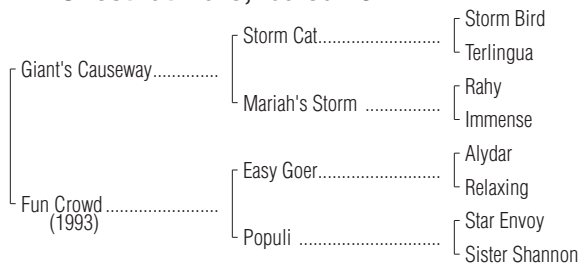 Storm Bird
Storm Cat........................
Terlingua
Giant's Causeway.............
Rahy
Mariah's Storm ...............
Immense
Alydar
Easy Goer.......................
Relaxing
Fun Crowd ......................
(1993)
Star Envoy
Populi ............................
Sister Shannon